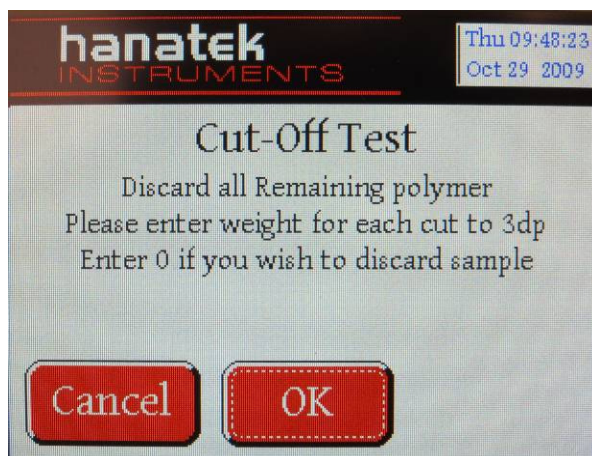 hanatek
INSTRUMENTS
Thu 09:48:23
Oct 29 2009
Cut-Off Test
Discard all Remaining polymer
Please enter weight for each cut to 3dp
Enter 0 if you wish to discard sample
Cancel
OK